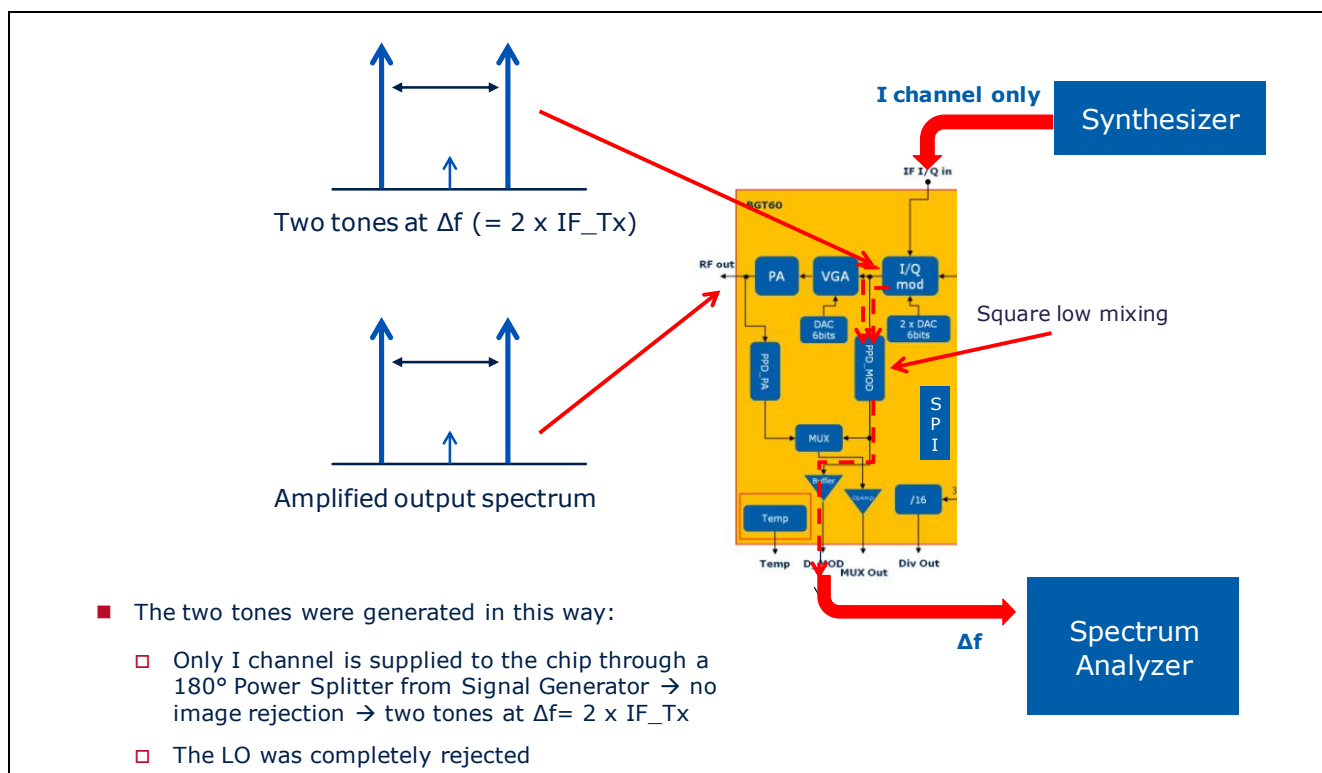 I channel only
Synthesizer
IF I/Q in
BGT60
Two tones at Δf (= 2 x IF_Tx)
RF out
PA
VGA
I/Q
mod
DAC
6bits
2 x DAC
6bits
Square low mixing
PPD_PA
PPD_MOD
S
P
I
MUX
Buffer
OpAmp
/16
3
Amplified output spectrum
Temp
Temp
MUX Out
Div Out
Δf
Spectrum
Analyzer
■ The two tones were generated in this way:
□ Only I channel is supplied to the chip through a
180° Power Splitter from Signal Generator → no
image rejection → two tones at Δf= 2 x IF_Tx
□ The LO was completely rejected